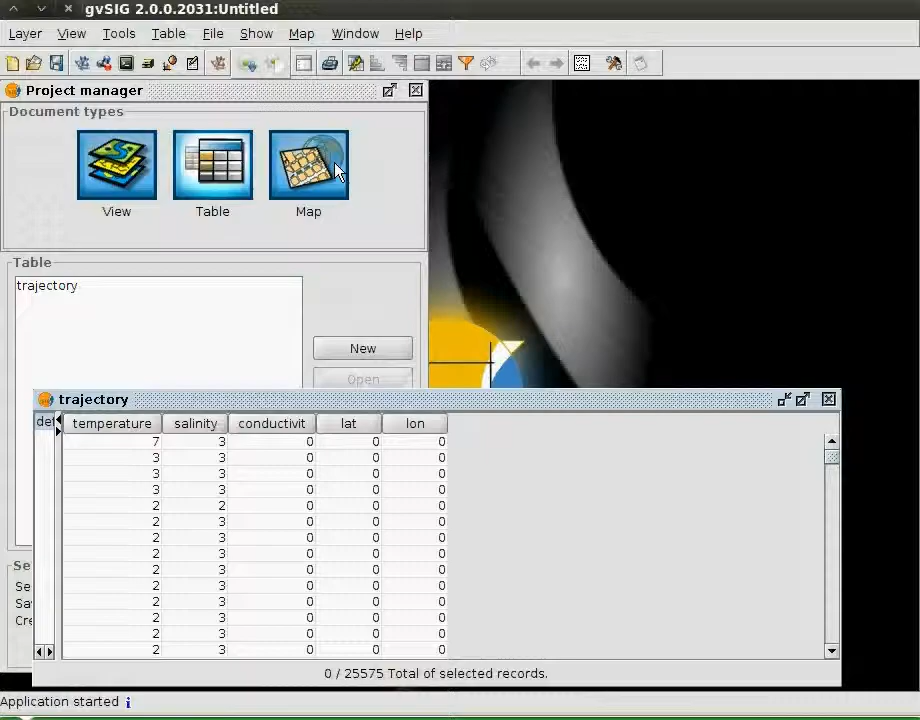 gvSIG 2.0.0.2031:Untitled
Layer View Tools Table File Show Map Window Help
Project manager
Document types
View Table Map
Table
trajectory
New
Open
trajectory
temperature salinity conductivit lat lon
7 3 0 0 0
3 3 0 0 0
3 3 0 0 0
3 3 0 0 0
2 2 0 0 0
2 3 0 0 0
2 3 0 0 0
2 3 0 0 0
2 3 0 0 0
2 3 0 0 0
2 3 0 0 0
2 3 0 0 0
2 3 0 0 0
2 3 0 0 0
Se
Se
Sa
Cre
0 / 25575 Total of selected records.
Application started